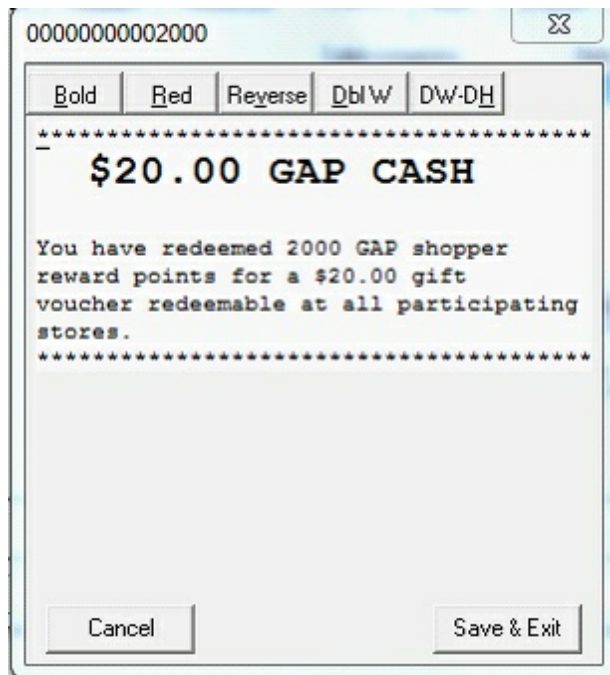 00000000002000
Bold Red Reverse Dbl W DW-DH
****************************************
$20.00 GAP CASH
You have redeemed 2000 GAP shopper
reward points for a $20.00 gift
voucher redeemable at all participating
stores.
****************************************
Cancel Save & Exit